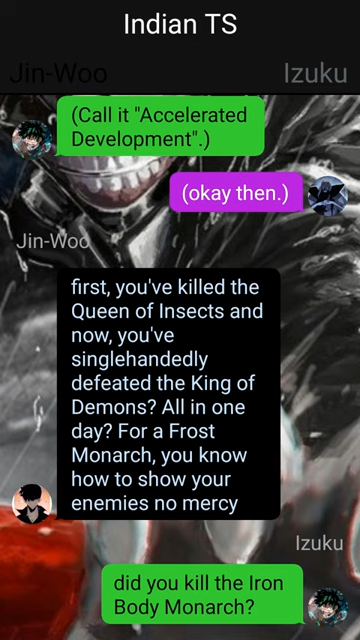 Indian TS
Jin-Woo
Izuku
(Call it "Accelerated
Development".)
(okay then.)
Jin-Woo
first, you've killed the
Queen of Insects and
now, you've
singlehandedly
defeated the King of
Demons? All in one
day? For a Frost
Monarch, you know
how to show your
enemies no mercy
Izuku
did you kill the Iron
Body Monarch?